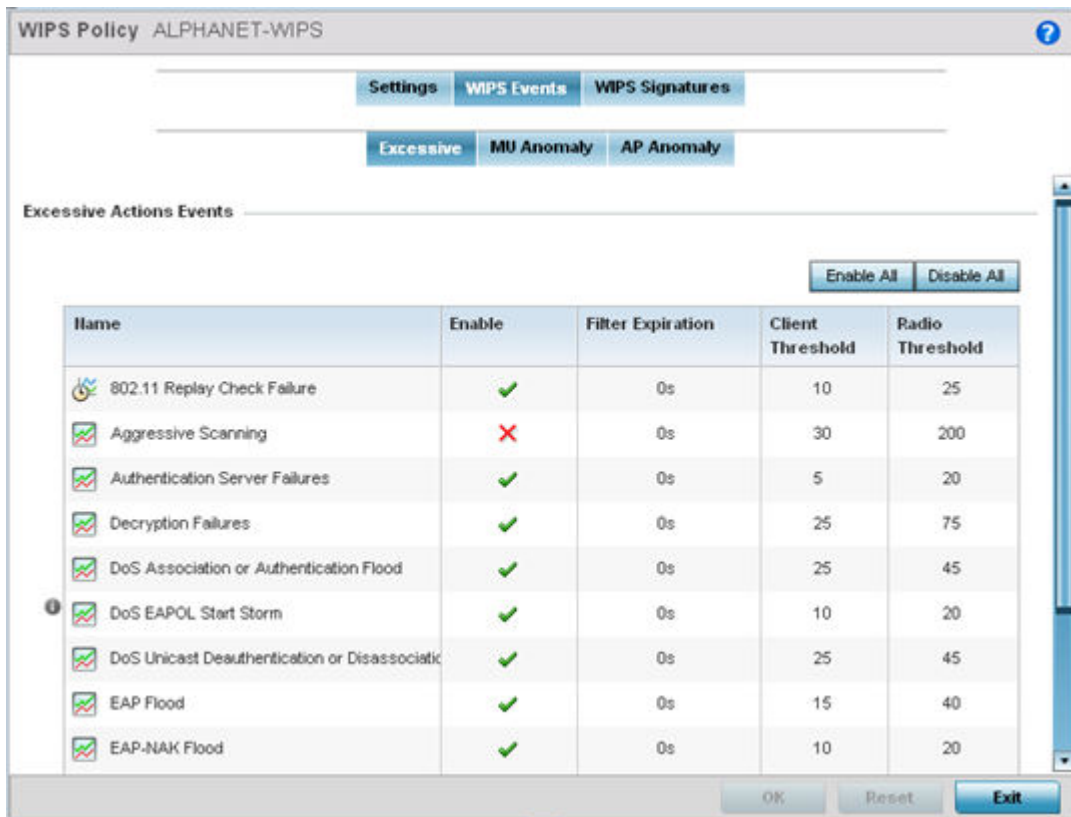 WIPS Policy ALPHANET-WIPS
?
Settings WIPS Events WIPS Signatures
Excessive MU Anomaly AP Anomaly
Excessive Actions Events
Enable All Disable All
Name Enable Filter Expiration Client Threshold Radio Threshold
802.11 Replay Check Failure 0s 10 25
Aggressive Scanning 0s 30 200
Authentication Server Failures 0s 5 20
Decryption Failures 0s 25 75
DoS Association or Authentication Flood 0s 25 45
DoS EAPOL Start Storm 0s 10 20
DoS Unicast Deauthentication or Disassociatic 0s 25 45
EAP Flood 0s 15 40
EAP-NAK Flood 0s 10 20
OK Reset Exit